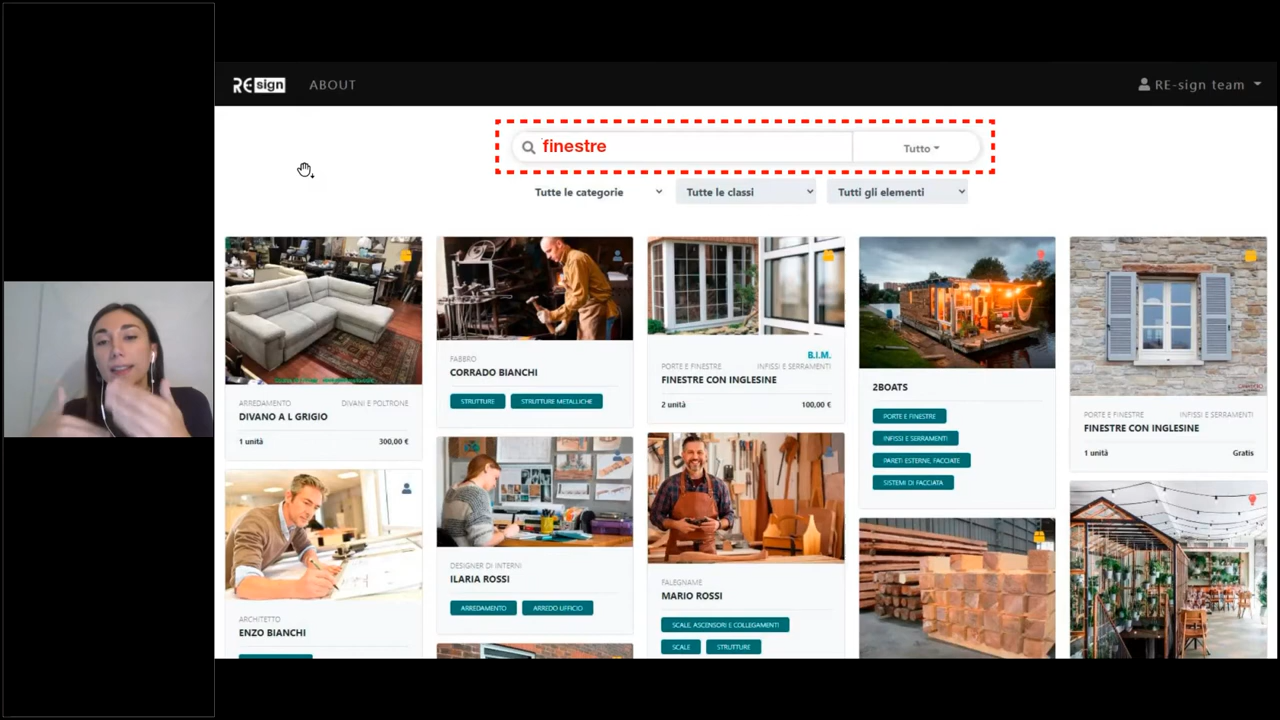 REsign
ABOUT
RE-sign team
finestre
Tutto
Tutte le categorie
Tutte le classi
Tutti gli elementi
ARREDAMENTO
DIVANI E POLTRONE
DIVANO A L GRIGIO
1 unità
300,00 €
ARCHITETTO
ENZO BIANCHI
FABBRO
CORRADO BIANCHI
STRUTTURE
STRUTTURE METALLICHE
DESIGNER DI INTERNI
ILARIA ROSSI
ARREDAMENTO
ARREDO UFFICIO
B.I.M.
PORTE E FINESTRE
INFISSI E SERRAMENTI
FINESTRE CON INGLESINE
2 unità
100,00 €
FALEGNAME
MARIO ROSSI
SCALE, ASCENSORI E COLLEGAMENTI
SCALE
STRUTTURE
2BOATS
PORTE E FINESTRE
INFISSI E SERRAMENTI
PARETI ESTERNE, FACCIATE
SISTEMI DI FACCIATA
PORTE E FINESTRE
INFISSI E SERRAMENTI
FINESTRE CON INGLESINE
1 unità
Gratis